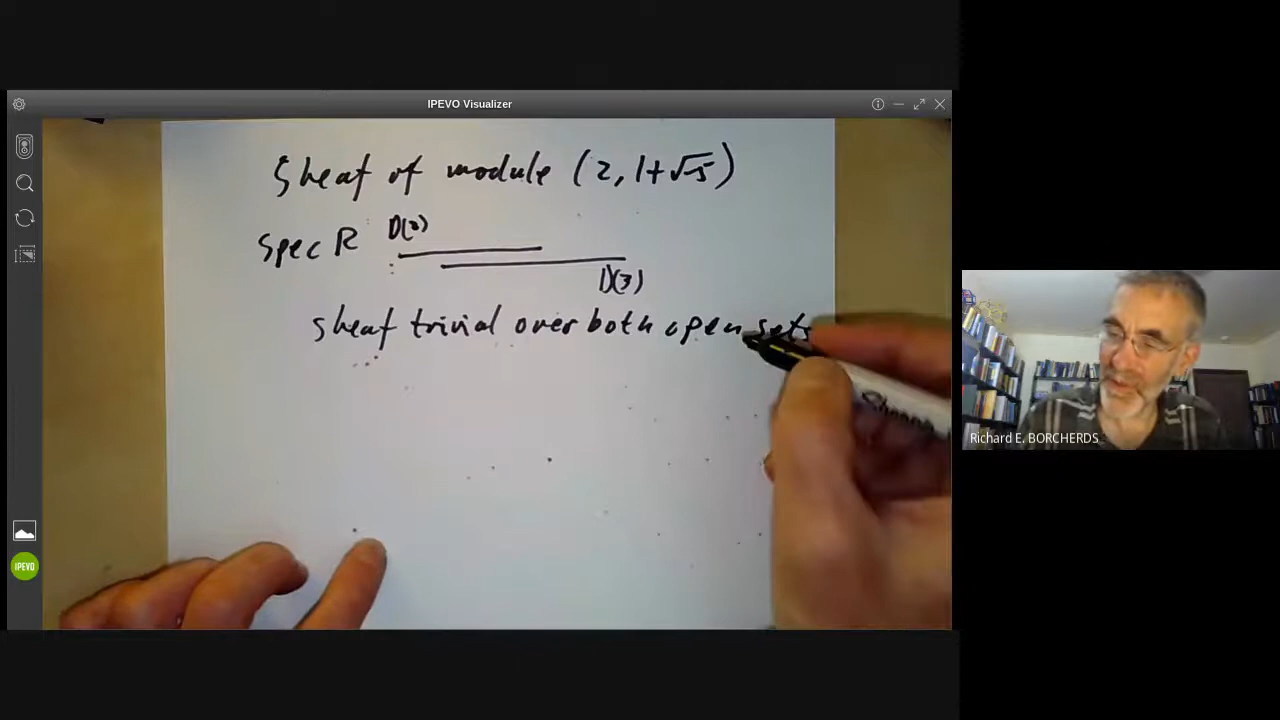 IPEVO Visualizer
Sheaf of module (2, 1+√-5)
Spec R D(2)
D(3)
sheaf trivial over both open sets
IPEVO
Richard E. BORCHERDS